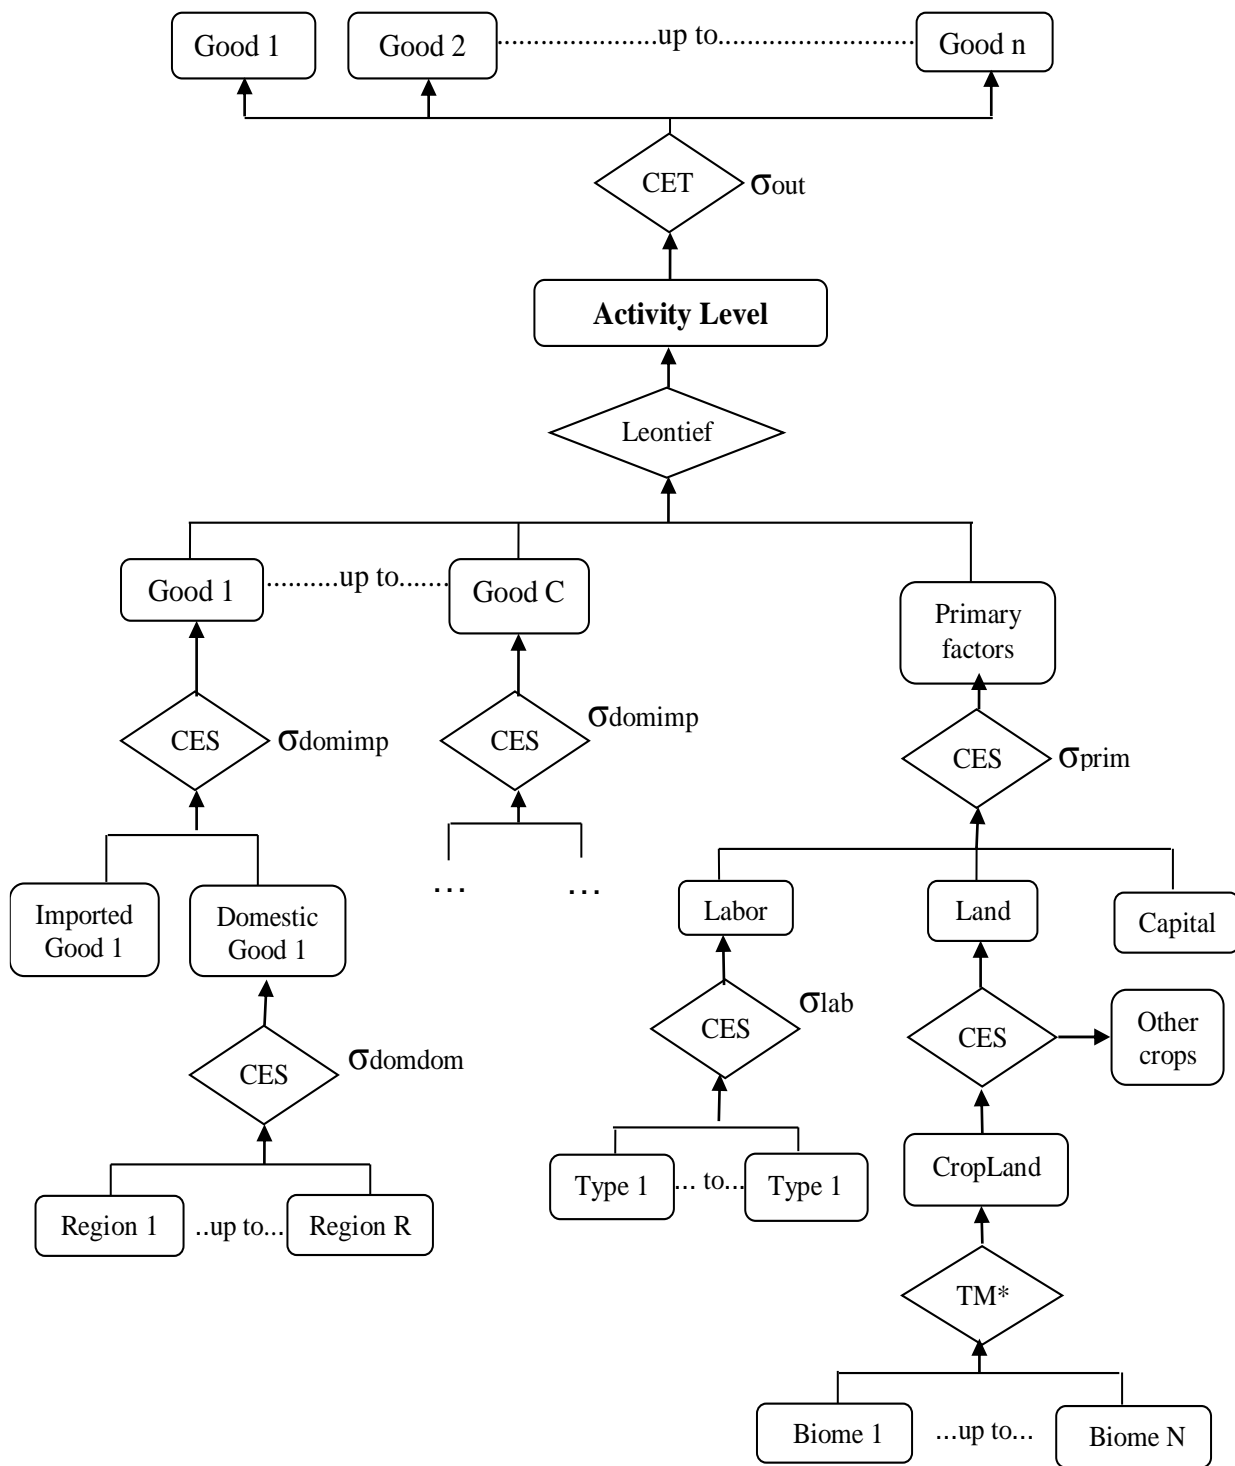 Good 1
Good 2
......................up to...........................
Good n
CET
σout
Activity Level
Leontief
Good 1
..........up to.......
Good C
Primary
factors
CES
σdomimp
CES
σdomimp
CES
σprim
...
...
Imported
Good 1
Domestic
Good 1
Labor
Land
Capital
CES
σlab
CES
Other
crops
CES
σdomdom
CropLand
Type 1
... to...
Type 1
Region 1
..up to...
Region R
TM*
Biome 1
...up to...
Biome N